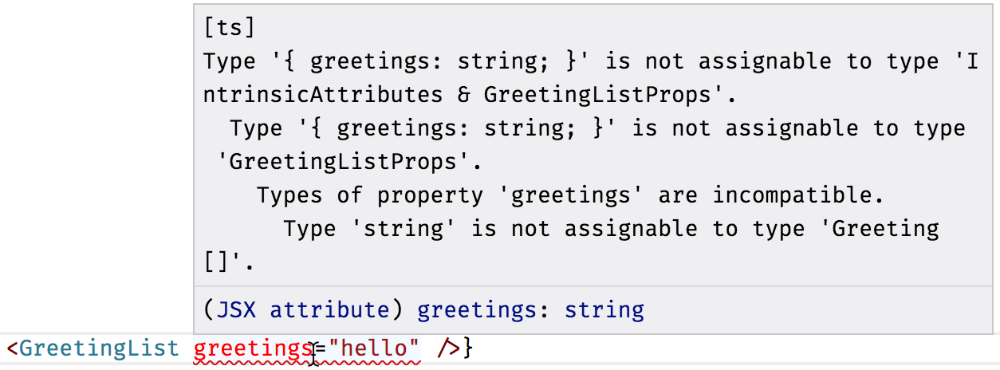 [ts]
Type '{ greetings: string; }' is not assignable to type 'I
ntrinsicAttributes & GreetingListProps'.
  Type '{ greetings: string; }' is not assignable to type
 'GreetingListProps'.
    Types of property 'greetings' are incompatible.
      Type 'string' is not assignable to type 'Greeting
[]'.
(JSX attribute) greetings: string
<GreetingList greetings="hello" />}